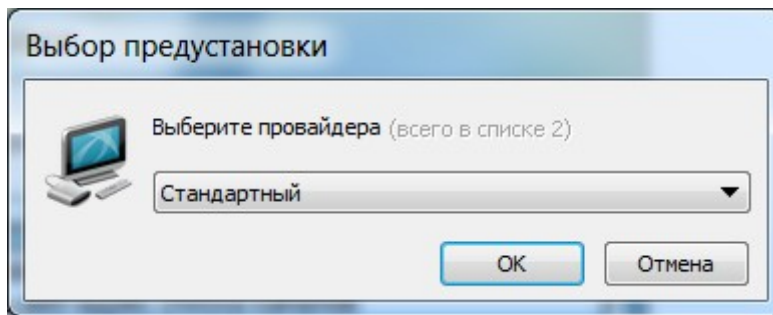 Выбор предустановки
Выберите провайдера (всего в списке 2)
Стандартный
OK
Отмена